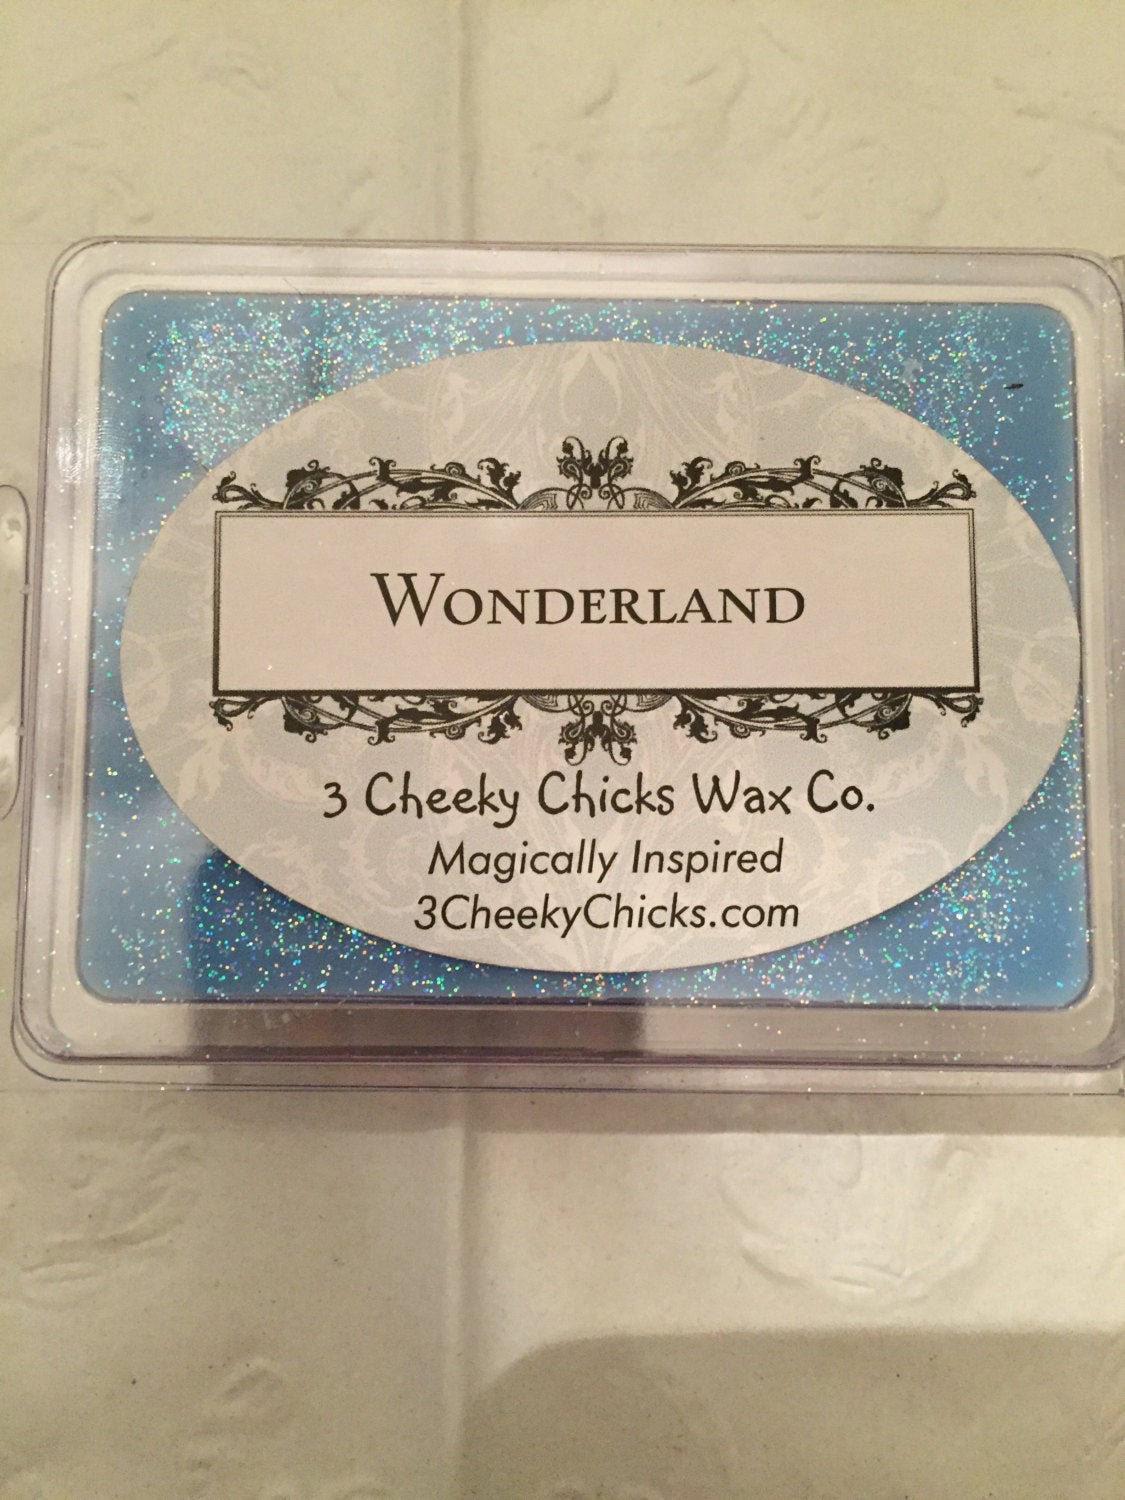 WONDERLAND
3 Cheeky Chicks Wax Co.
Magically Inspired
3CheekyChicks.com